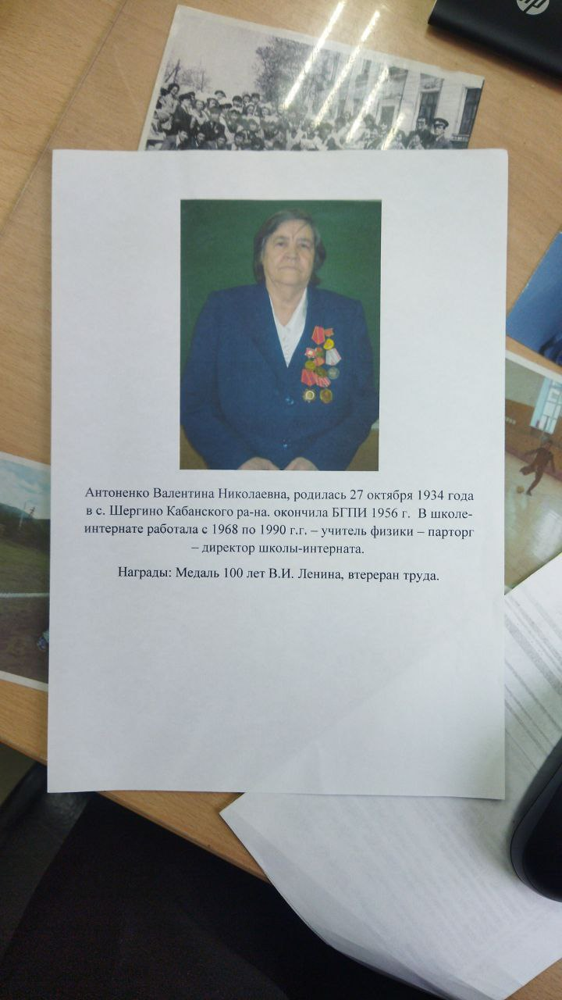 hp
Антоненко Валентина Николаевна, родилась 27 октября 1934 года
в с. Шергино Кабанского ра-на. окончила БГПИ 1956 г. В школе-
интернате работала с 1968 по 1990 г.г. – учитель физики – парторг
– директор школы-интерната.
Награды: Медаль 100 лет В.И. Ленина, втереран труда.